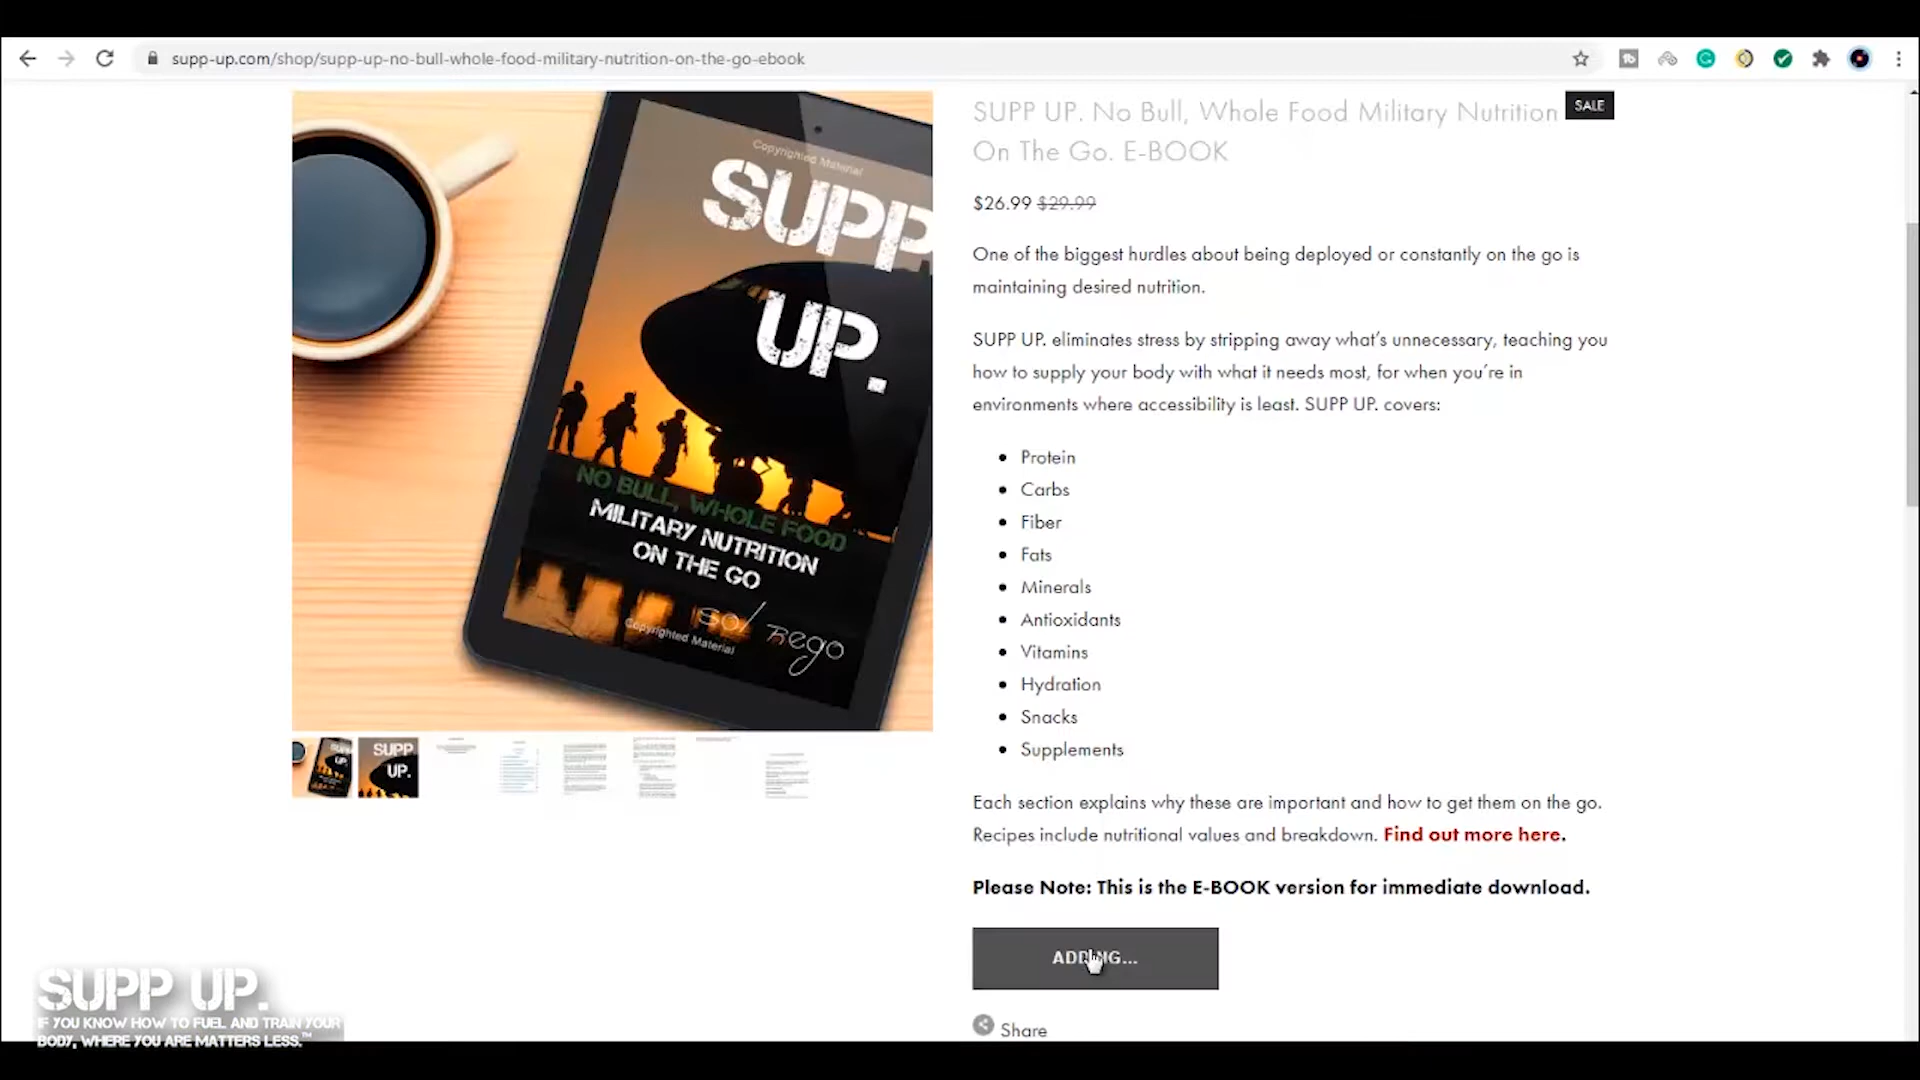 supp-up.com/shop/supp-up-no-bull-whole-food-military-nutrition-on-the-go-ebook
Copyrighted Material
SUPP
UP.
NO BULL, WHOLE FOOD
MILITARY NUTRITION
ON THE GO
Sol Rego
Copyrighted Material
SUPP
UP.
SUPP UP. No Bull, Whole Food Military Nutrition
On The Go. E-BOOK
SALE
$26.99 $29.99
One of the biggest hurdles about being deployed or constantly on the go is
maintaining desired nutrition.
SUPP UP. eliminates stress by stripping away what's unnecessary, teaching you
how to supply your body with what it needs most, for when you're in
environments where accessibility is least. SUPP UP. covers:
• Protein
• Carbs
• Fiber
• Fats
• Minerals
• Antioxidants
• Vitamins
• Hydration
• Snacks
• Supplements
Each section explains why these are important and how to get them on the go.
Recipes include nutritional values and breakdown. Find out more here.
Please Note: This is the E-BOOK version for immediate download.
ADDING...
Share
SUPP UP.
IF YOU KNOW HOW TO FUEL AND TRAIN YOUR
BODY, WHERE YOU ARE MATTERS LESS.™